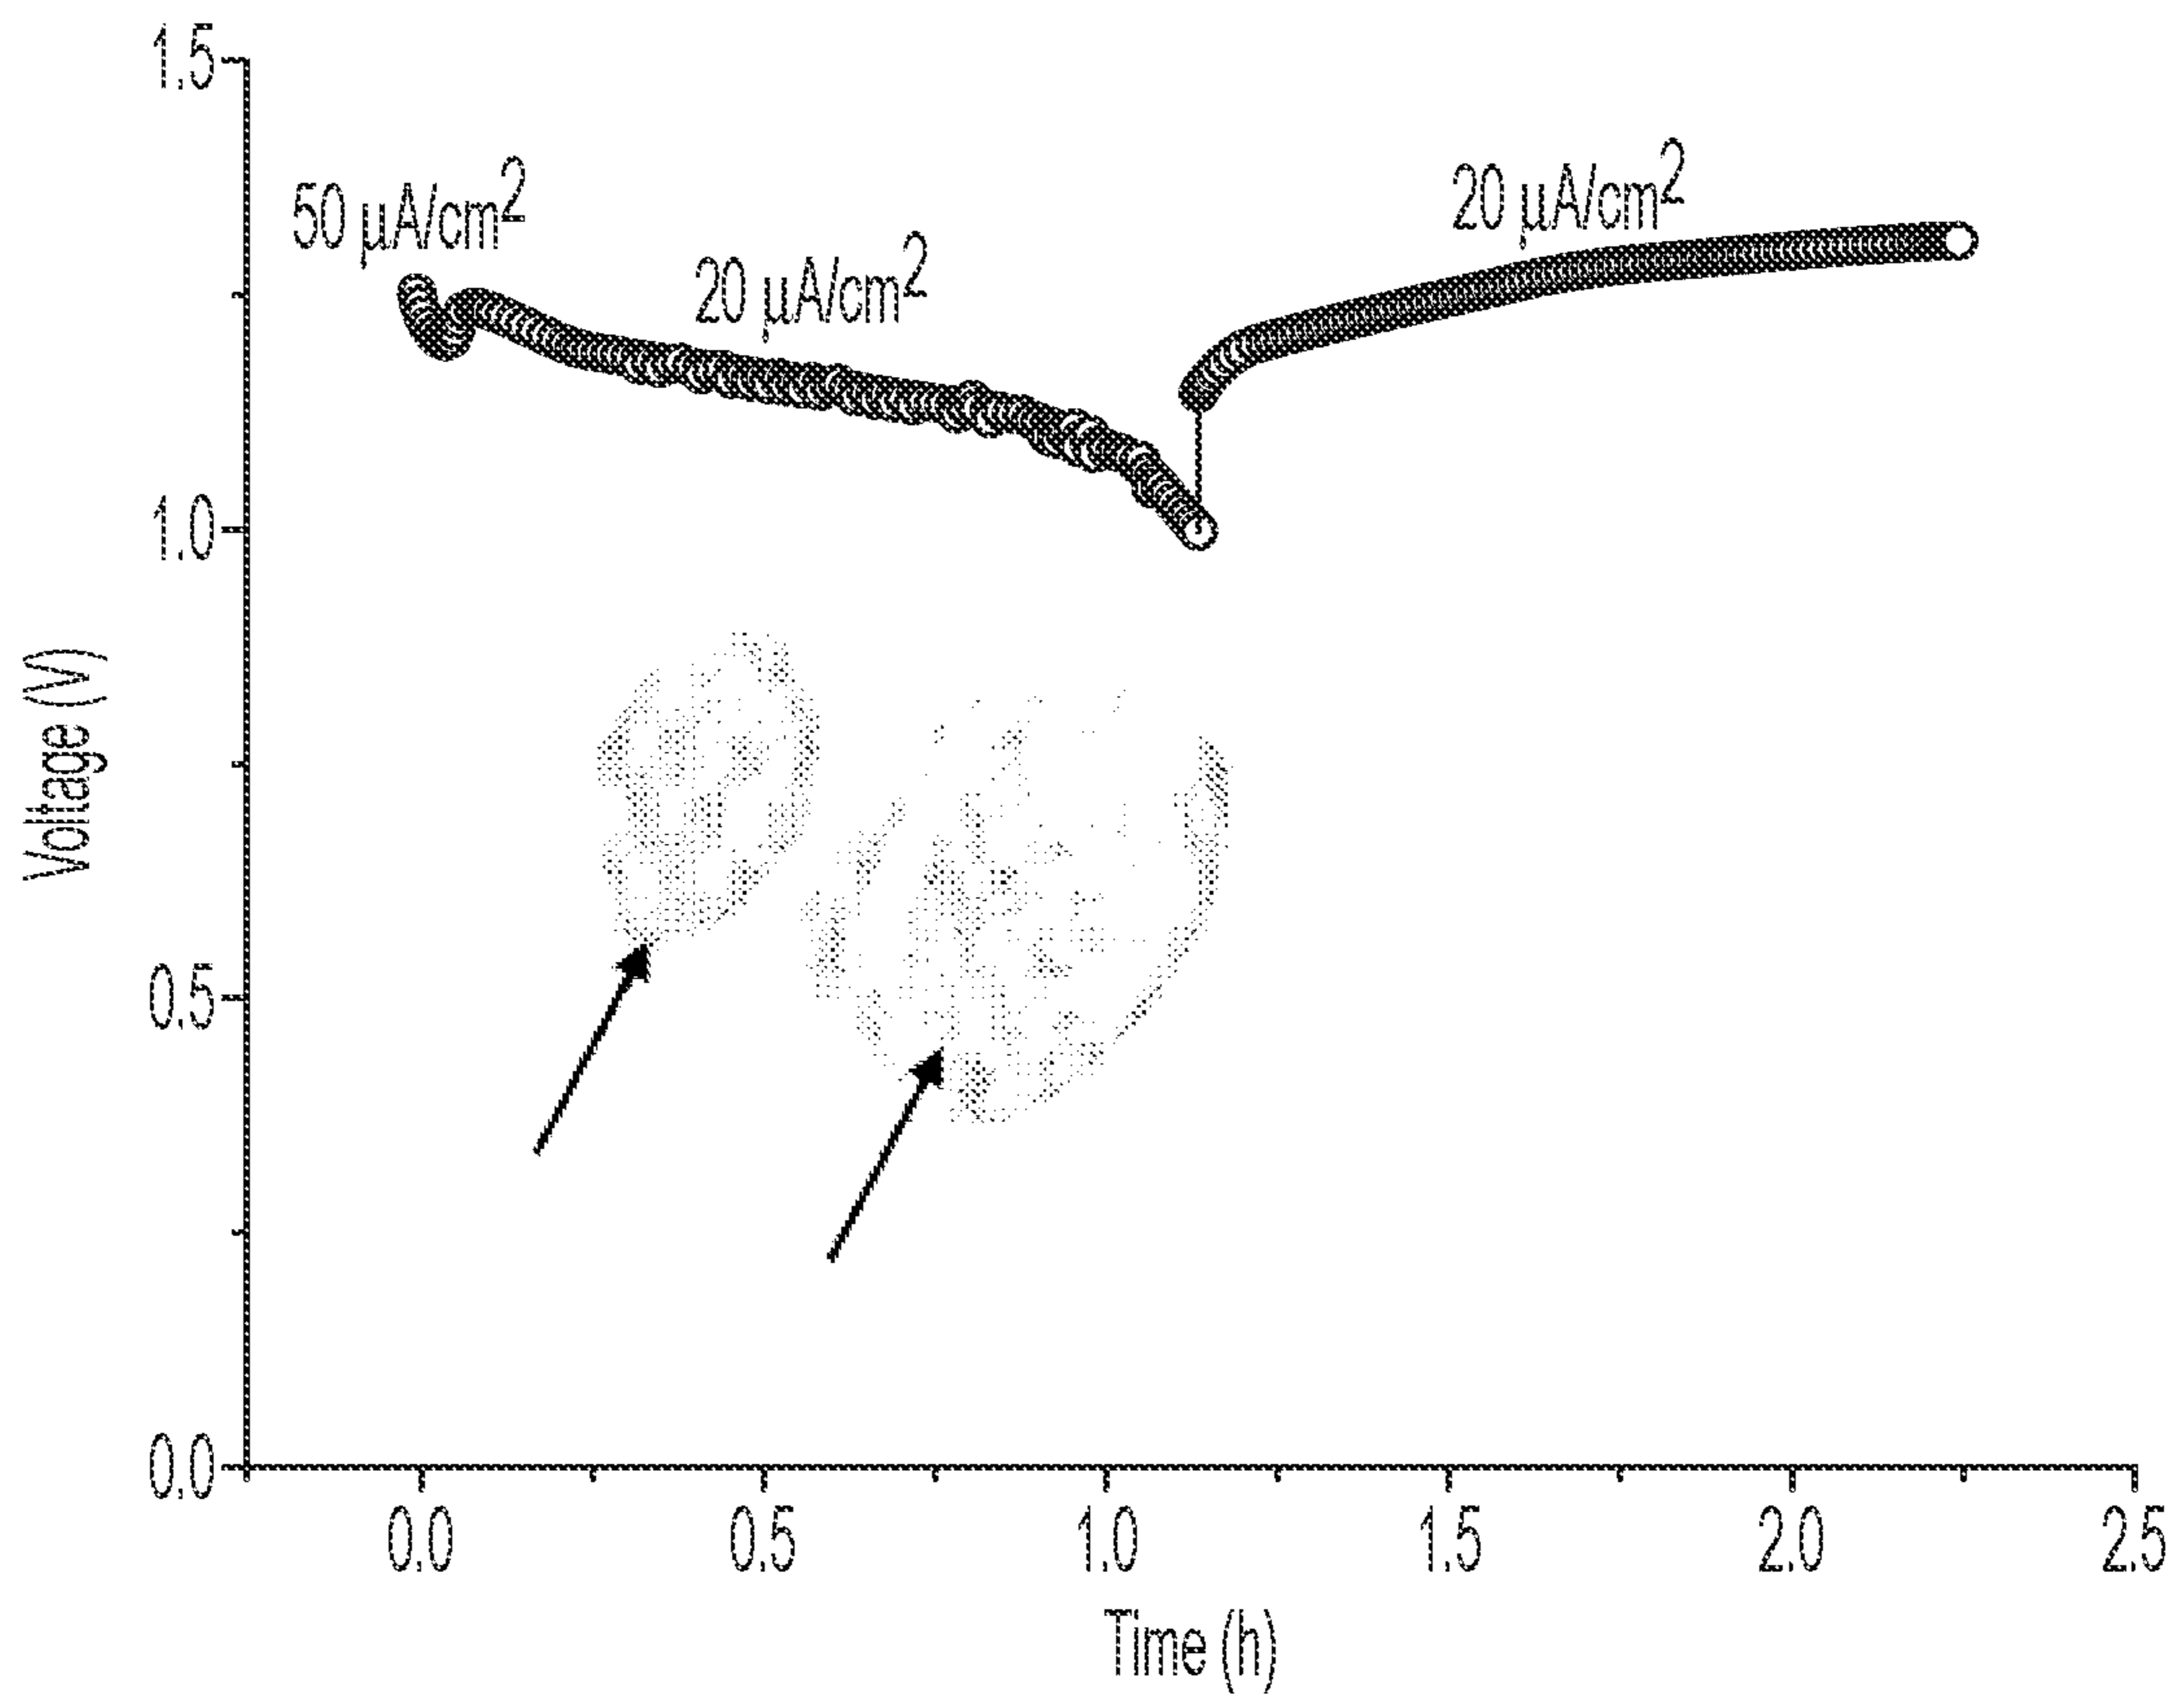 1.5
50 μA/cm²
20 μA/cm²
20 μA/cm²
1.0
Voltage (V)
0.5
0.0
0.0 0.5 1.0 1.5 2.0 2.5
Time (h)